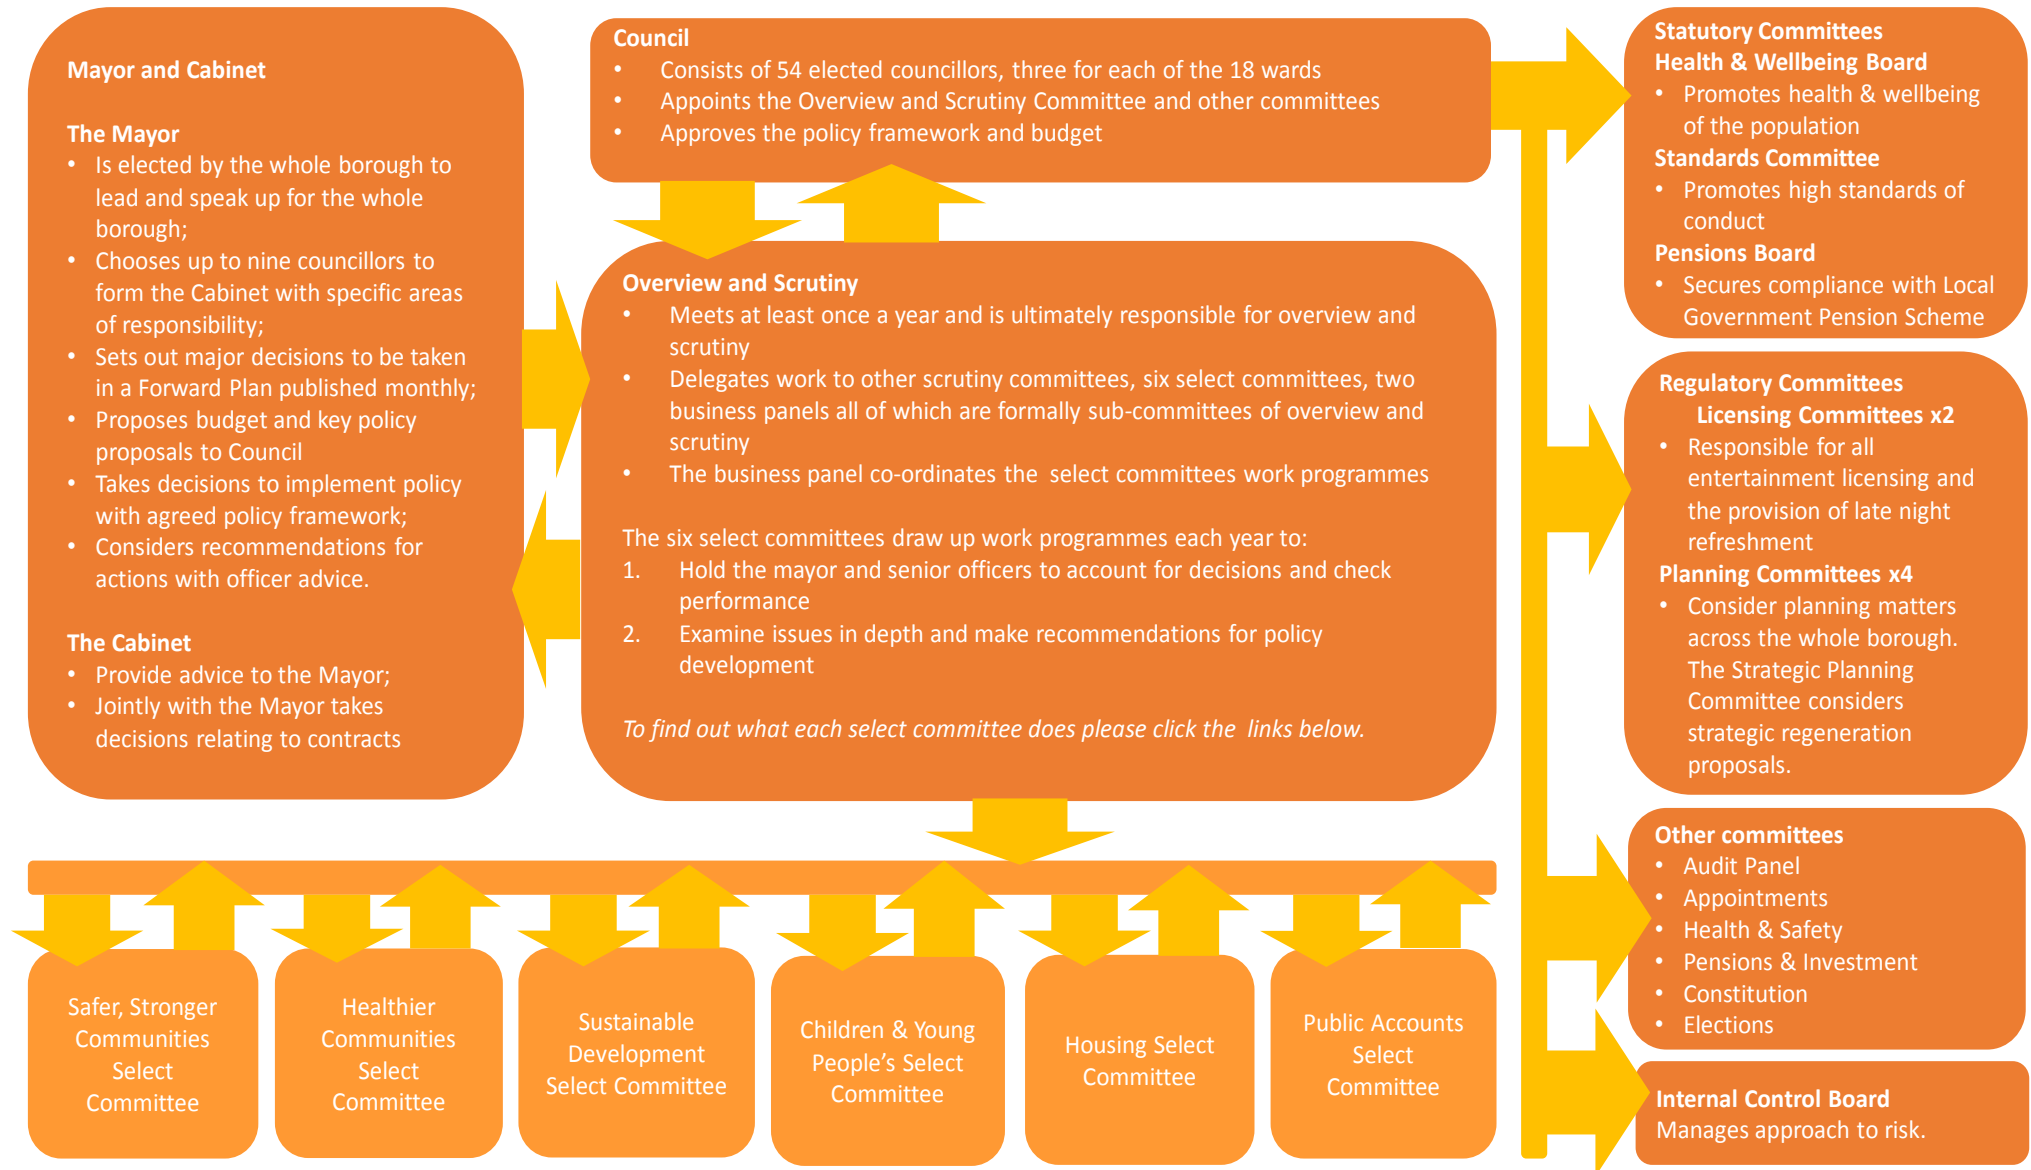 Mayor and Cabinet
The Mayor
• Is elected by the whole borough to
lead and speak up for the whole
borough;
• Chooses up to nine councillors to
form the Cabinet with specific areas
of responsibility;
• Sets out major decisions to be taken
in a Forward Plan published monthly;
• Proposes budget and key policy
proposals to Council
• Takes decisions to implement policy
with agreed policy framework;
• Considers recommendations for
actions with officer advice.
The Cabinet
• Provide advice to the Mayor;
• Jointly with the Mayor takes
decisions relating to contracts
Council
• Consists of 54 elected councillors, three for each of the 18 wards
• Appoints the Overview and Scrutiny Committee and other committees
• Approves the policy framework and budget
Overview and Scrutiny
• Meets at least once a year and is ultimately responsible for overview and
scrutiny
• Delegates work to other scrutiny committees, six select committees, two
business panels all of which are formally sub-committees of overview and
scrutiny
• The business panel co-ordinates the select committees work programmes
The six select committees draw up work programmes each year to:
1. Hold the mayor and senior officers to account for decisions and check
performance
2. Examine issues in depth and make recommendations for policy
development
To find out what each select committee does please click the links below.
Statutory Committees
Health & Wellbeing Board
• Promotes health & wellbeing
of the population
Standards Committee
• Promotes high standards of
conduct
Pensions Board
• Secures compliance with Local
Government Pension Scheme
Regulatory Committees
Licensing Committees x2
• Responsible for all
entertainment licensing and
the provision of late night
refreshment
Planning Committees x4
• Consider planning matters
across the whole borough.
The Strategic Planning
Committee considers
strategic regeneration
proposals.
Other committees
• Audit Panel
• Appointments
• Health & Safety
• Pensions & Investment
• Constitution
• Elections
Internal Control Board
Manages approach to risk.
Safer, Stronger
Communities
Select
Committee
Healthier
Communities
Select
Committee
Sustainable
Development
Select Committee
Children & Young
People’s Select
Committee
Housing Select
Committee
Public Accounts
Select
Committee